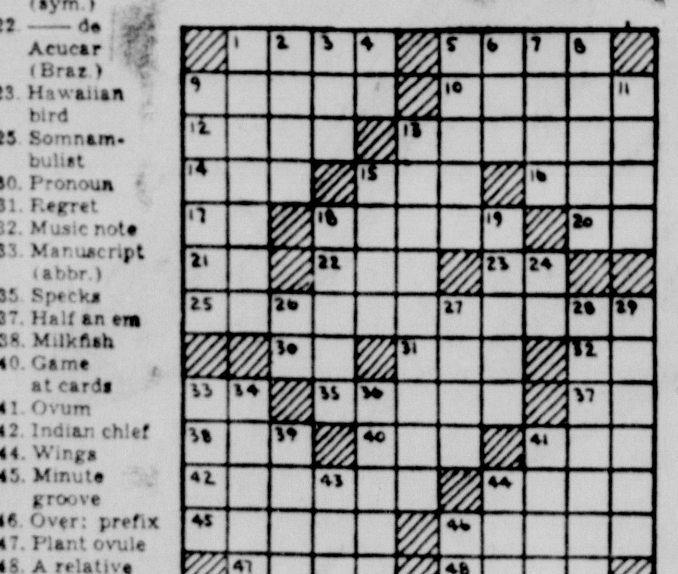 (sym.)
22. —— de
Acucar
(Braz.)
23. Hawaiian
bird
25. Somnam-
bulist
30. Pronoun
31. Regret
32. Music note
33. Manuscript
(abbr.)
35. Specks
37. Half an em
38. Milkfish
40. Game
at cards
41. Ovum
42. Indian chief
44. Wings
45. Minute
groove
46. Over: prefix
47. Plant ovule
48. A relative
1 2 3 4 5 6 7 8
9 10 11
12 13
14 15 16
17 18 19 20
21 22 23 24
25 26 27 28 29
30 31 32
33 34 35 36 37
38 39 40 41
42 43 44
45 46
47 48